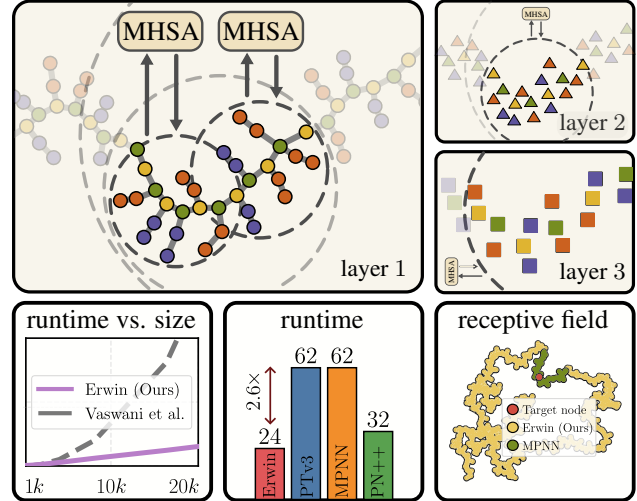 MHSA
MHSA
layer 1
MHSA
layer 2
MHSA
layer 3
runtime vs. size
Erwin (Ours)
Vaswani et al.
1k
10k
20k
runtime
62
62
2.6×
32
24
Erwin
PTv3
MPNN
PN++
receptive field
Target node
Erwin (Ours)
MPNN